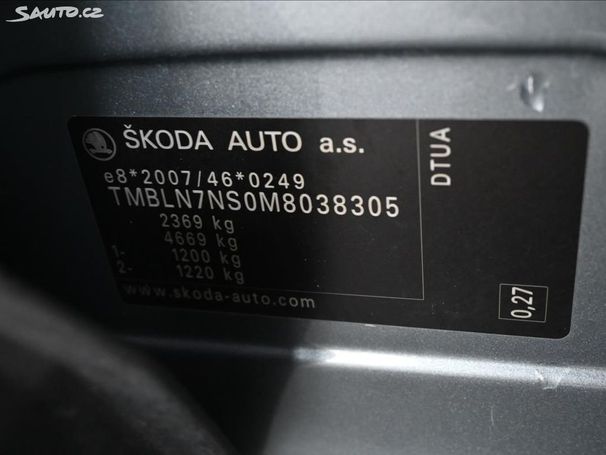 Sauto.cz
ŠKODA AUTO a.s.
e8*2007/46*0249
TMBLN7NS0M8038305
2369 kg
4669 kg
1- 1200 kg
2- 1220 kg
www.skoda-auto.com
DTUA
0,27